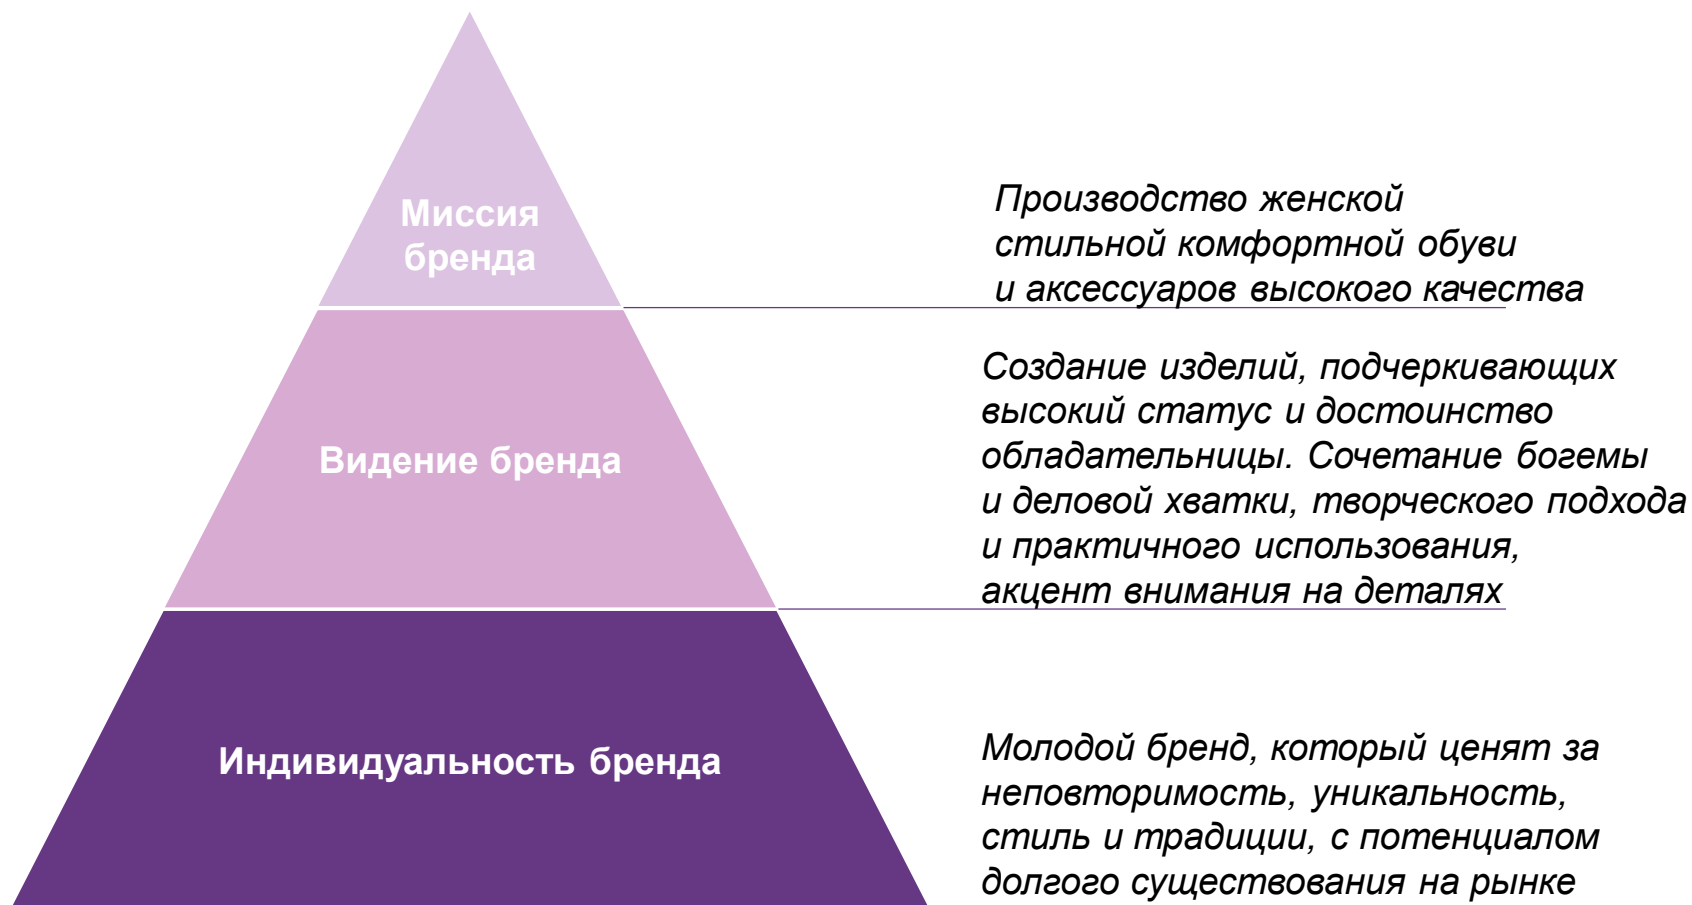 Миссия
бренда
Производство женской
стильной комфортной обуви
и аксессуаров высокого качества
Видение бренда
Создание изделий, подчеркивающих
высокий статус и достоинство
обладательницы. Сочетание богемы
и деловой хватки, творческого подхода
и практичного использования,
акцент внимания на деталях
Индивидуальность бренда
Молодой бренд, который ценят за
неповторимость, уникальность,
стиль и традиции, с потенциалом
долгого существования на рынке